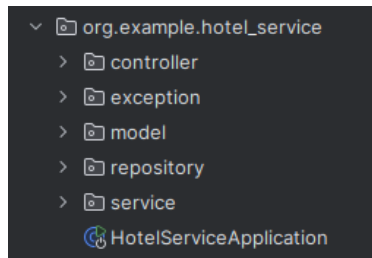 org.example.hotel_service
controller
exception
model
repository
service
HotelServiceApplication